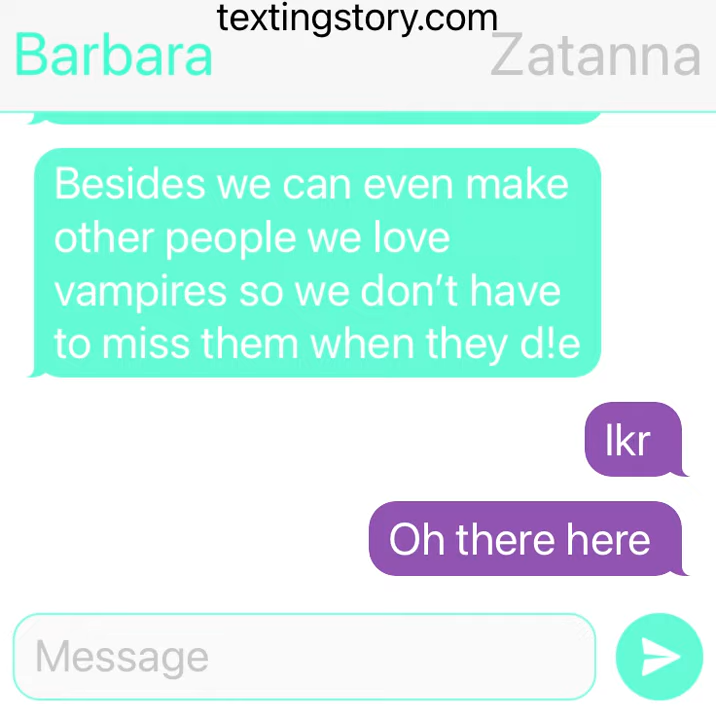 textingstory.com
Barbara Zatanna
Besides we can even make
other people we love
vampires so we don’t have
to miss them when they d!e
Ikr
Oh there here
Message